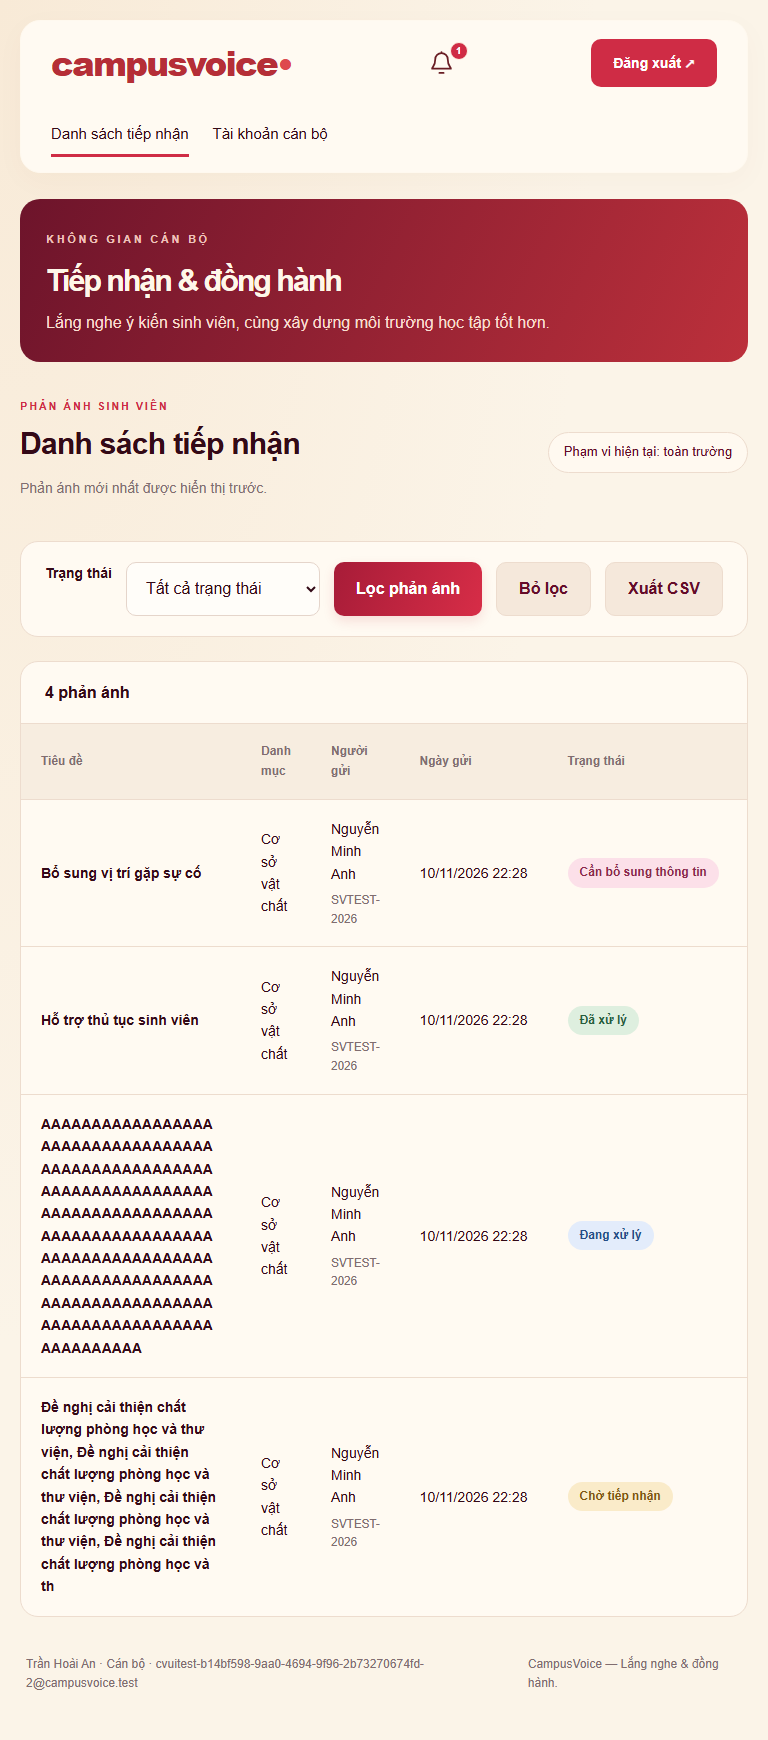 campusvoice
1
Đăng xuất ↗
Danh sách tiếp nhận
Tài khoản cán bộ
KHÔNG GIAN CÁN BỘ
Tiếp nhận & đồng hành
Lắng nghe ý kiến sinh viên, cùng xây dựng môi trường học tập tốt hơn.
PHẢN ÁNH SINH VIÊN
Danh sách tiếp nhận
Phạm vi hiện tại: toàn trường
Phản ánh mới nhất được hiển thị trước.
Trạng thái
Tất cả trạng thái
Lọc phản ánh
Bỏ lọc
Xuất CSV
4 phản ánh
Tiêu đề
Danh
mục
Người
gửi
Ngày gửi
Trạng thái
Bổ sung vị trí gặp sự cố
Cơ
sở
vật
chất
Nguyễn
Minh
Anh
SVTEST-
2026
10/11/2026 22:28
Cần bổ sung thông tin
Hỗ trợ thủ tục sinh viên
Cơ
sở
vật
chất
Nguyễn
Minh
Anh
SVTEST-
2026
10/11/2026 22:28
Đã xử lý
AAAAAAAAAAAAAAAAA
AAAAAAAAAAAAAAAAA
AAAAAAAAAAAAAAAAA
AAAAAAAAAAAAAAAAA
AAAAAAAAAAAAAAAAA
AAAAAAAAAAAAAAAAA
AAAAAAAAAAAAAAAAA
AAAAAAAAAAAAAAAAA
AAAAAAAAAAAAAAAAA
AAAAAAAAAAAAAAAAA
AAAAAAAAAA
Cơ
sở
vật
chất
Nguyễn
Minh
Anh
SVTEST-
2026
10/11/2026 22:28
Đang xử lý
Đề nghị cải thiện chất
lượng phòng học và thư
viện, Đề nghị cải thiện
chất lượng phòng học và
thư viện, Đề nghị cải thiện
chất lượng phòng học và
thư viện, Đề nghị cải thiện
chất lượng phòng học và
th
Cơ
sở
vật
chất
Nguyễn
Minh
Anh
SVTEST-
2026
10/11/2026 22:28
Chờ tiếp nhận
Trần Hoài An · Cán bộ · cvuitest-b14bf598-9aa0-4694-9f96-2b73270674fd-
2@campusvoice.test
CampusVoice — Lắng nghe & đồng
hành.